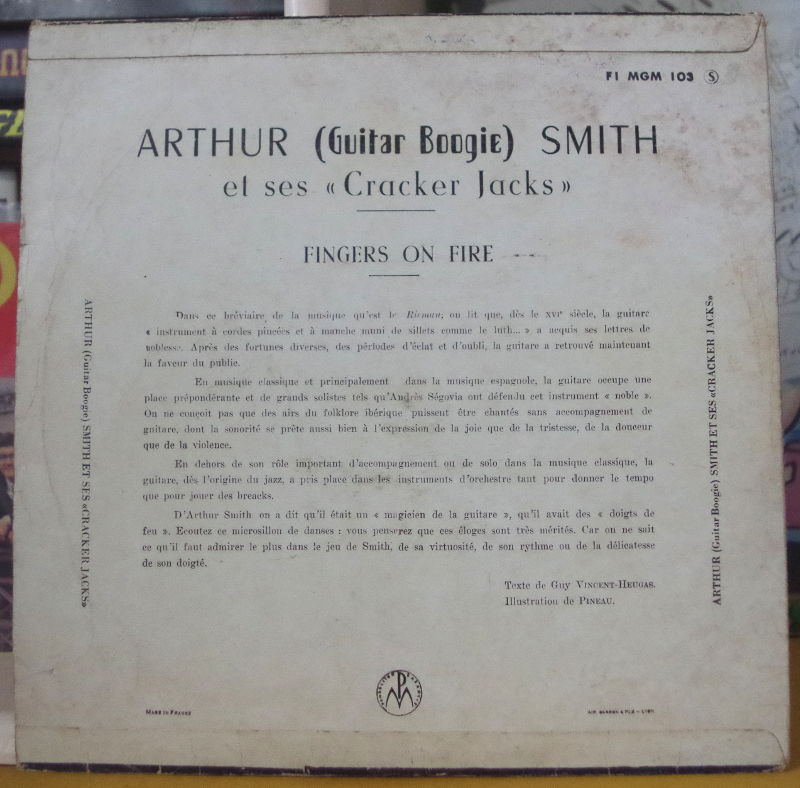 F1 MGM 103 Ⓢ
ARTHUR (Guitar Boogie) SMITH
et ses « Cracker Jacks »
FINGERS ON FIRE
Dans ce bréviaire de la musique qu'est le Rieman, on lit que, dès le XVIe siècle, la guitare
« instrument à cordes pincées et à manche muni de sillets comme le luth... » a acquis ses lettres de
noblesse. Après des fortunes diverses, des périodes d'éclat et d'oubli, la guitare a retrouvé maintenant
la faveur du public.
En musique classique et principalement dans la musique espagnole, la guitare occupe une
place prépondérante et de grands solistes tels qu'Andrès Ségovia ont défendu cet instrument « noble ».
On ne conçoit pas que des airs du folklore ibérique puissent être chantés sans accompagnement de
guitare, dont la sonorité se prête aussi bien à l'expression de la joie que de la tristesse, de la douceur
que de la violence.
En dehors de son rôle important d'accompagnement ou de solo dans la musique classique, la
guitare, dès l'origine du jazz, a pris place dans les instruments d'orchestre tant pour donner le tempo
que pour jouer des breacks.
D'Arthur Smith on a dit qu'il était un « magicien de la guitare », qu'il avait des « doigts de
feu ». Ecoutez ce microsillon de danses : vous penserez que ces éloges sont très mérités. Car on ne sait
ce qu'il faut admirer le plus dans le jeu de Smith, de sa virtuosité, de son rythme ou de la délicatesse
de son doigté.
Texte de Guy VINCENT-HEUGAS.
Illustration de PINEAU.
ARTHUR (Guitar Boogie) SMITH ET SES «CRACKER JACKS»
ARTHUR (Guitar Boogie) SMITH ET SES «CRACKER JACKS»
MADE IN FRANCE